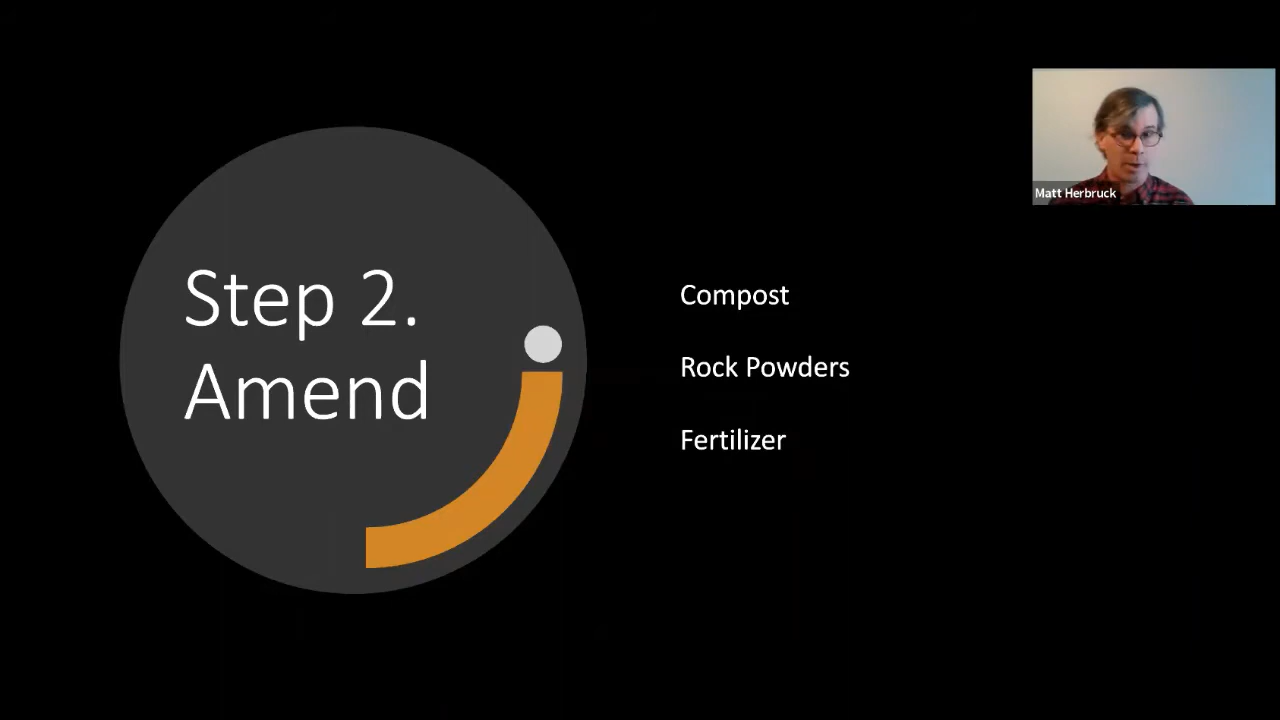 Step 2.
Amend
Compost
Rock Powders
Fertilizer
Matt Herbruck